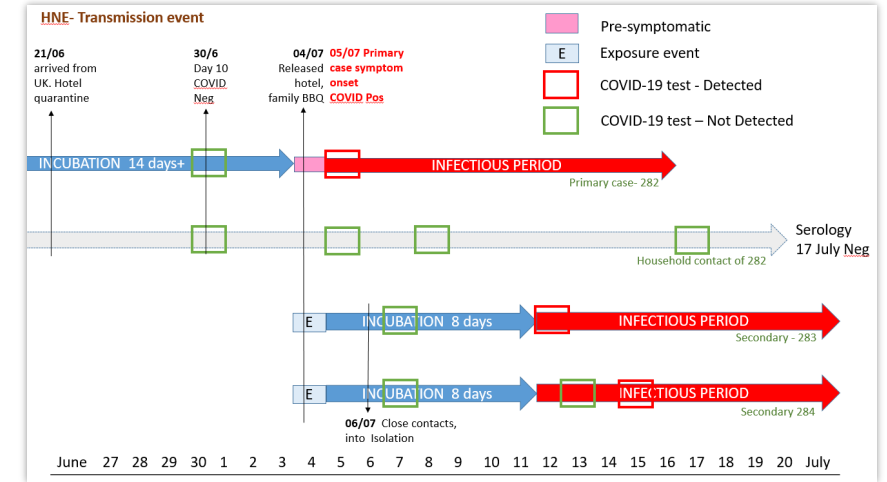 HNE- Transmission event
Pre-symptomatic
E Exposure event
COVID-19 test - Detected
COVID-19 test – Not Detected
21/06
arrived from
UK. Hotel
quarantine
30/6
Day 10
COVID
Neg
04/07
Released
hotel,
family BBQ
05/07 Primary
case symptom
onset
COVID Pos
INCUBATION 14 days+
INFECTIOUS PERIOD
Primary case- 282
Serology
17 July Neg
Household contact of 282
E
INCUBATION 8 days
INFECTIOUS PERIOD
Secondary - 283
E
INCUBATION 8 days
INFECTIOUS PERIOD
Secondary 284
06/07 Close contacts,
into Isolation
June 27 28 29 30 1 2 3 4 5 6 7 8 9 10 11 12 13 14 15 16 17 18 19 20 July